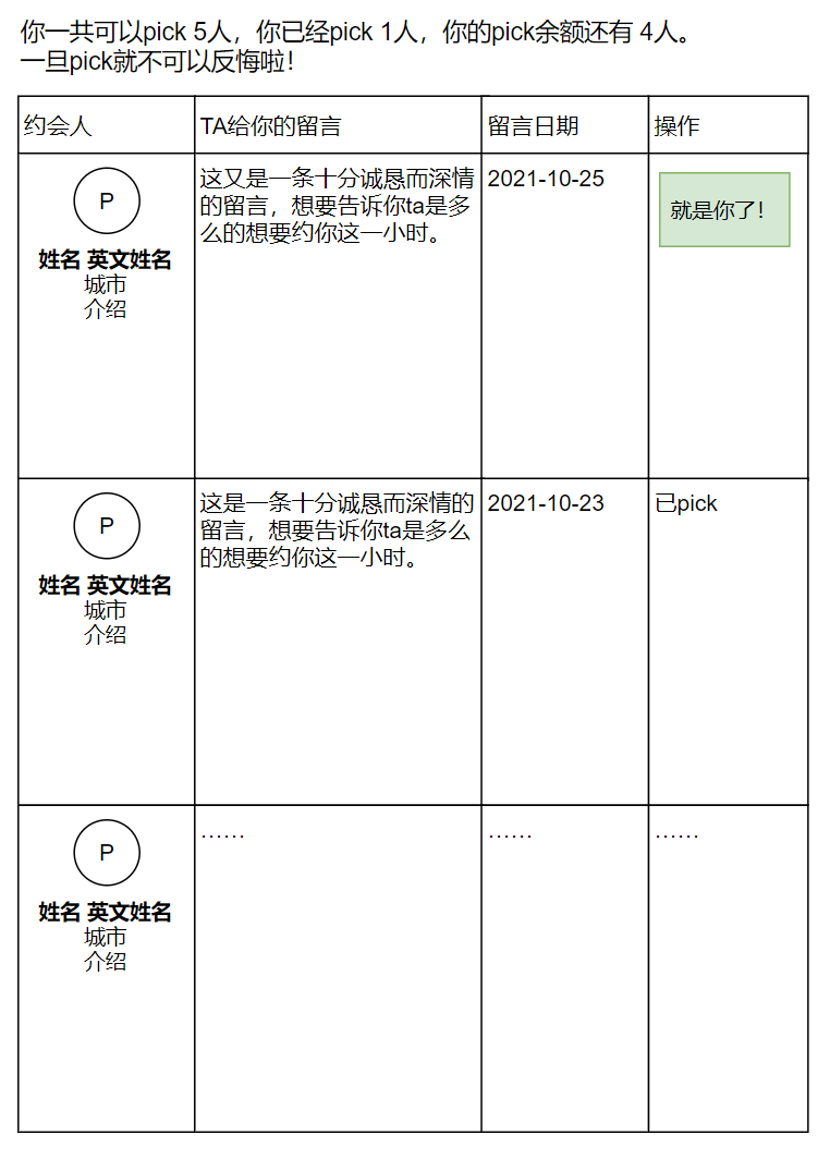 你一共可以pick 5人，你已经pick 1人，你的pick余额还有 4人。
一旦pick就不可以反悔啦！
约会人
TA给你的留言
留言日期
操作
P
姓名 英文姓名
城市
介绍
这又是一条十分诚恳而深情
的留言，想要告诉你ta是多
么的想要约你这一小时。
2021-10-25
就是你了！
P
姓名 英文姓名
城市
介绍
这是一条十分诚恳而深情的
留言，想要告诉你ta是多么
的想要约你这一小时。
2021-10-23
已pick
P
姓名 英文姓名
城市
介绍
……
……
……